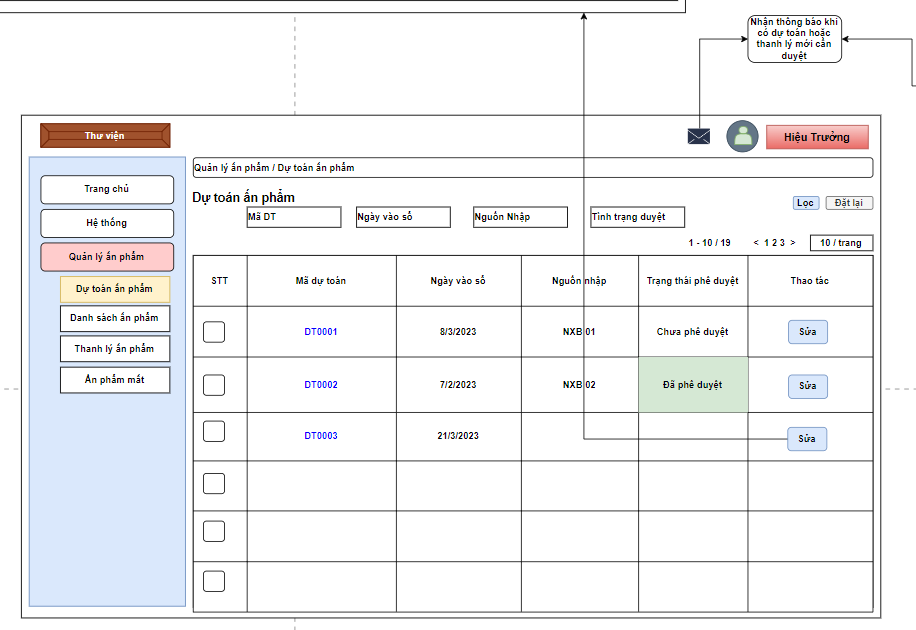 Nhận thông báo khi
có dự toán hoặc
thanh lý mới cần
duyệt
Thư viện
Hiệu Trưởng
Trang chủ
Hệ thống
Quản lý ấn phẩm
Dự toán ấn phẩm
Danh sách ấn phẩm
Thanh lý ấn phẩm
Ấn phẩm mất
Quản lý ấn phẩm / Dự toán ấn phẩm
Dự toán ấn phẩm
Lọc
Đặt lại
Mã DT
Ngày vào sổ
Nguồn Nhập
Tình trạng duyệt
1 - 10 / 19
< 1 2 3 >
10 / trang
STT
Mã dự toán
Ngày vào sổ
Nguồn nhập
Trạng thái phê duyệt
Thao tác
DT0001
8/3/2023
NXB 01
Chưa phê duyệt
Sửa
DT0002
7/2/2023
NXB 02
Đã phê duyệt
Sửa
DT0003
21/3/2023
Sửa